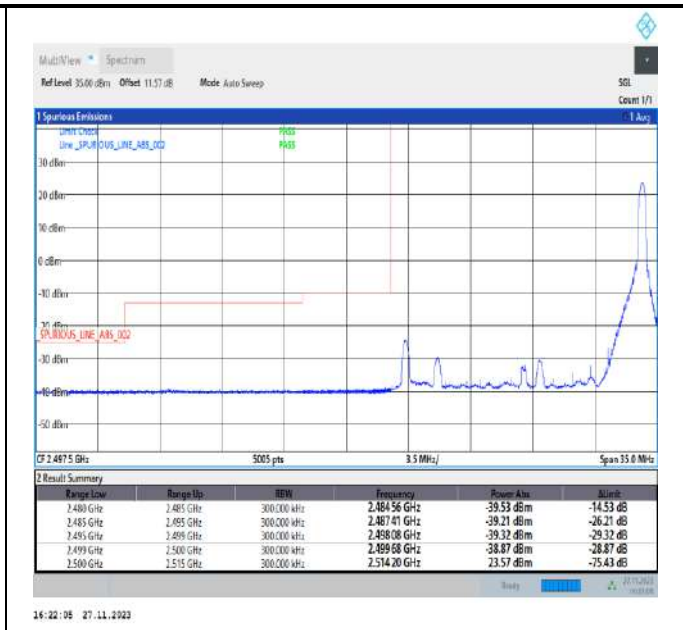 MultiView Spectrum
Ref Level 35.00 dBm Offset 11.57 dB Mode Auto Sweep SGL
Count 1/1
1 Spurious Emissions 1 Avg
Limit Check PASS
Line _SPURIOUS_LINE_ABS_002 PASS
30 dBm
20 dBm
10 dBm
0 dBm
-10 dBm
-20 dBm
_SPURIOUS_LINE_ABS_002
-30 dBm
-40 dBm
-50 dBm
CF 2.4975 GHz 5005 pts 3.5 MHz/ Span 35.0 MHz
2 Result Summary
Range Low Range Up RBW Frequency Power Abs ΔLimit
2.480 GHz 2.485 GHz 300.000 kHz 2.48456 GHz -39.53 dBm -14.53 dB
2.485 GHz 2.495 GHz 300.000 kHz 2.48741 GHz -39.21 dBm -26.21 dB
2.495 GHz 2.499 GHz 300.000 kHz 2.49808 GHz -39.32 dBm -29.32 dB
2.499 GHz 2.500 GHz 300.000 kHz 2.49968 GHz -38.87 dBm -28.87 dB
2.500 GHz 2.515 GHz 300.000 kHz 2.51420 GHz 23.57 dBm -75.43 dB
Ready
16:22:05 27.11.2023